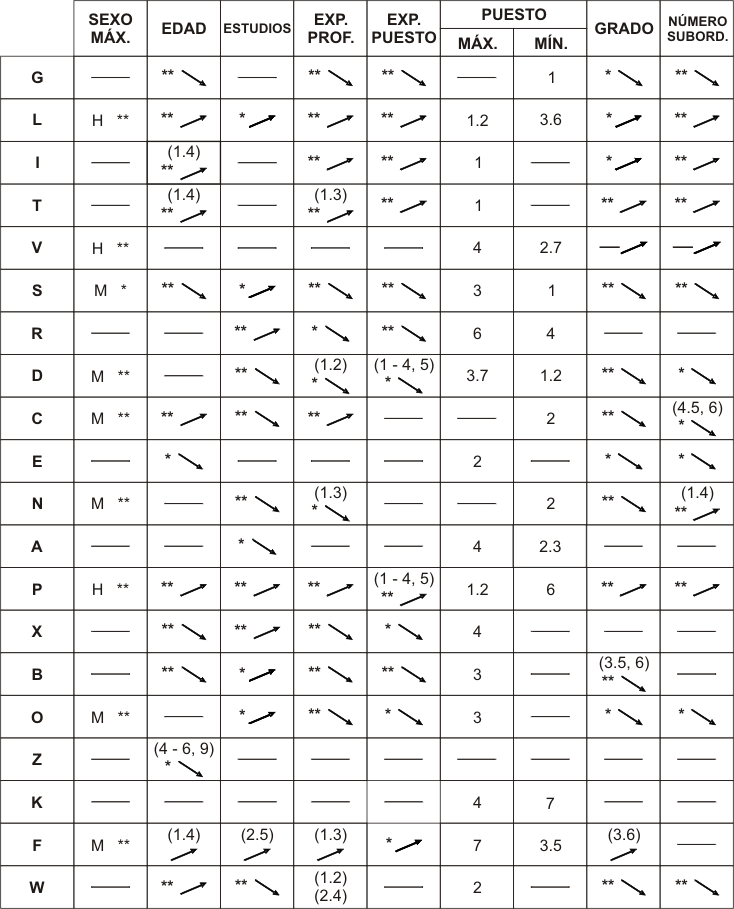 SEXO MÁX. EDAD ESTUDIOS EXP. PROF. EXP. PUESTO PUESTO MÁX. MÍN. GRADO NÚMERO SUBORD.
G — ** ↘ — ** ↘ ** ↘ — 1 * ↘ ** ↘
L H ** ** ↗ * ↗ ** ↗ ** ↗ 1.2 3.6 * ↗ ** ↗
I — (1.4) ** ↗ — ** ↗ ** ↗ 1 — * ↗ ** ↗
T — (1.4) ** ↗ — (1.3) ** ↗ ** ↗ 1 — ** ↗ ** ↗
V H ** — — — — 4 2.7 — ↗ — ↗
S M * ** ↘ * ↗ ** ↘ ** ↘ 3 1 ** ↘ ** ↘
R — — ** ↗ * ↘ ** ↘ 6 4 — —
D M ** — ** ↘ (1.2) * ↘ (1 - 4, 5) * ↘ 3.7 1.2 ** ↘ * ↘
C M ** ** ↗ ** ↘ ** ↗ — — 2 ** ↘ (4.5, 6) * ↘
E — * ↘ — — — 2 — * ↘ * ↘
N M ** — ** ↘ (1.3) * ↘ — — 2 ** ↘ (1.4) ** ↗
A — — * ↘ — — 4 2.3 — —
P H ** ** ↗ ** ↗ ** ↗ (1 - 4, 5) ** ↗ 1.2 6 ** ↗ ** ↗
X — ** ↘ ** ↗ ** ↘ * ↘ 4 — — —
B — ** ↘ * ↗ ** ↘ ** ↘ 3 — (3.5, 6) ** ↘ —
O M ** — * ↗ ** ↘ * ↘ 3 — * ↘ * ↘
Z — (4 - 6, 9) * ↘ — — — — — — —
K — — — — — 4 7 — —
F M ** (1.4) ↗ (2.5) ↗ (1.3) ↗ * ↗ 7 3.5 (3.6) ↗ —
W — ** ↗ ** ↘ (1.2) (2.4) — 2 — ** ↘ ** ↘